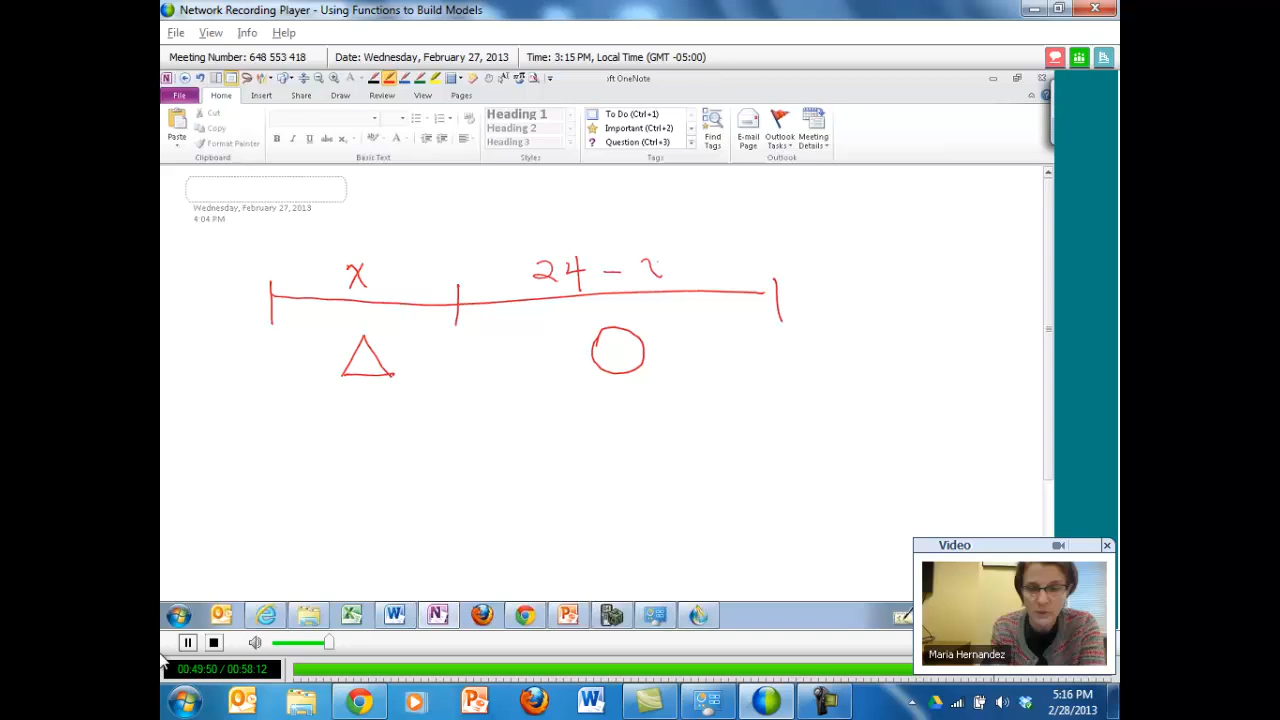 Network Recording Player - Using Functions to Build Models
File View Info Help
Meeting Number: 648 553 418 Date: Wednesday, February 27, 2013 Time: 3:15 PM, Local Time (GMT -05:00)
rft OneNote
File Home Insert Share Draw Review View Pages
Paste
Cut
Copy
Format Painter
Clipboard
B I U abc
Basic Text
Heading 1
Heading 2
Heading 3
Styles
To Do (Ctrl+1)
Important (Ctrl+2)
Question (Ctrl+3)
Tags
Find Tags
E-mail Page
Outlook Tasks
Meeting Details
Outlook
Wednesday, February 27, 2013
4:04 PM
x 24 -
Video
Maria Hernandez
00:49:50 / 00:58:12
5:16 PM
2/28/2013